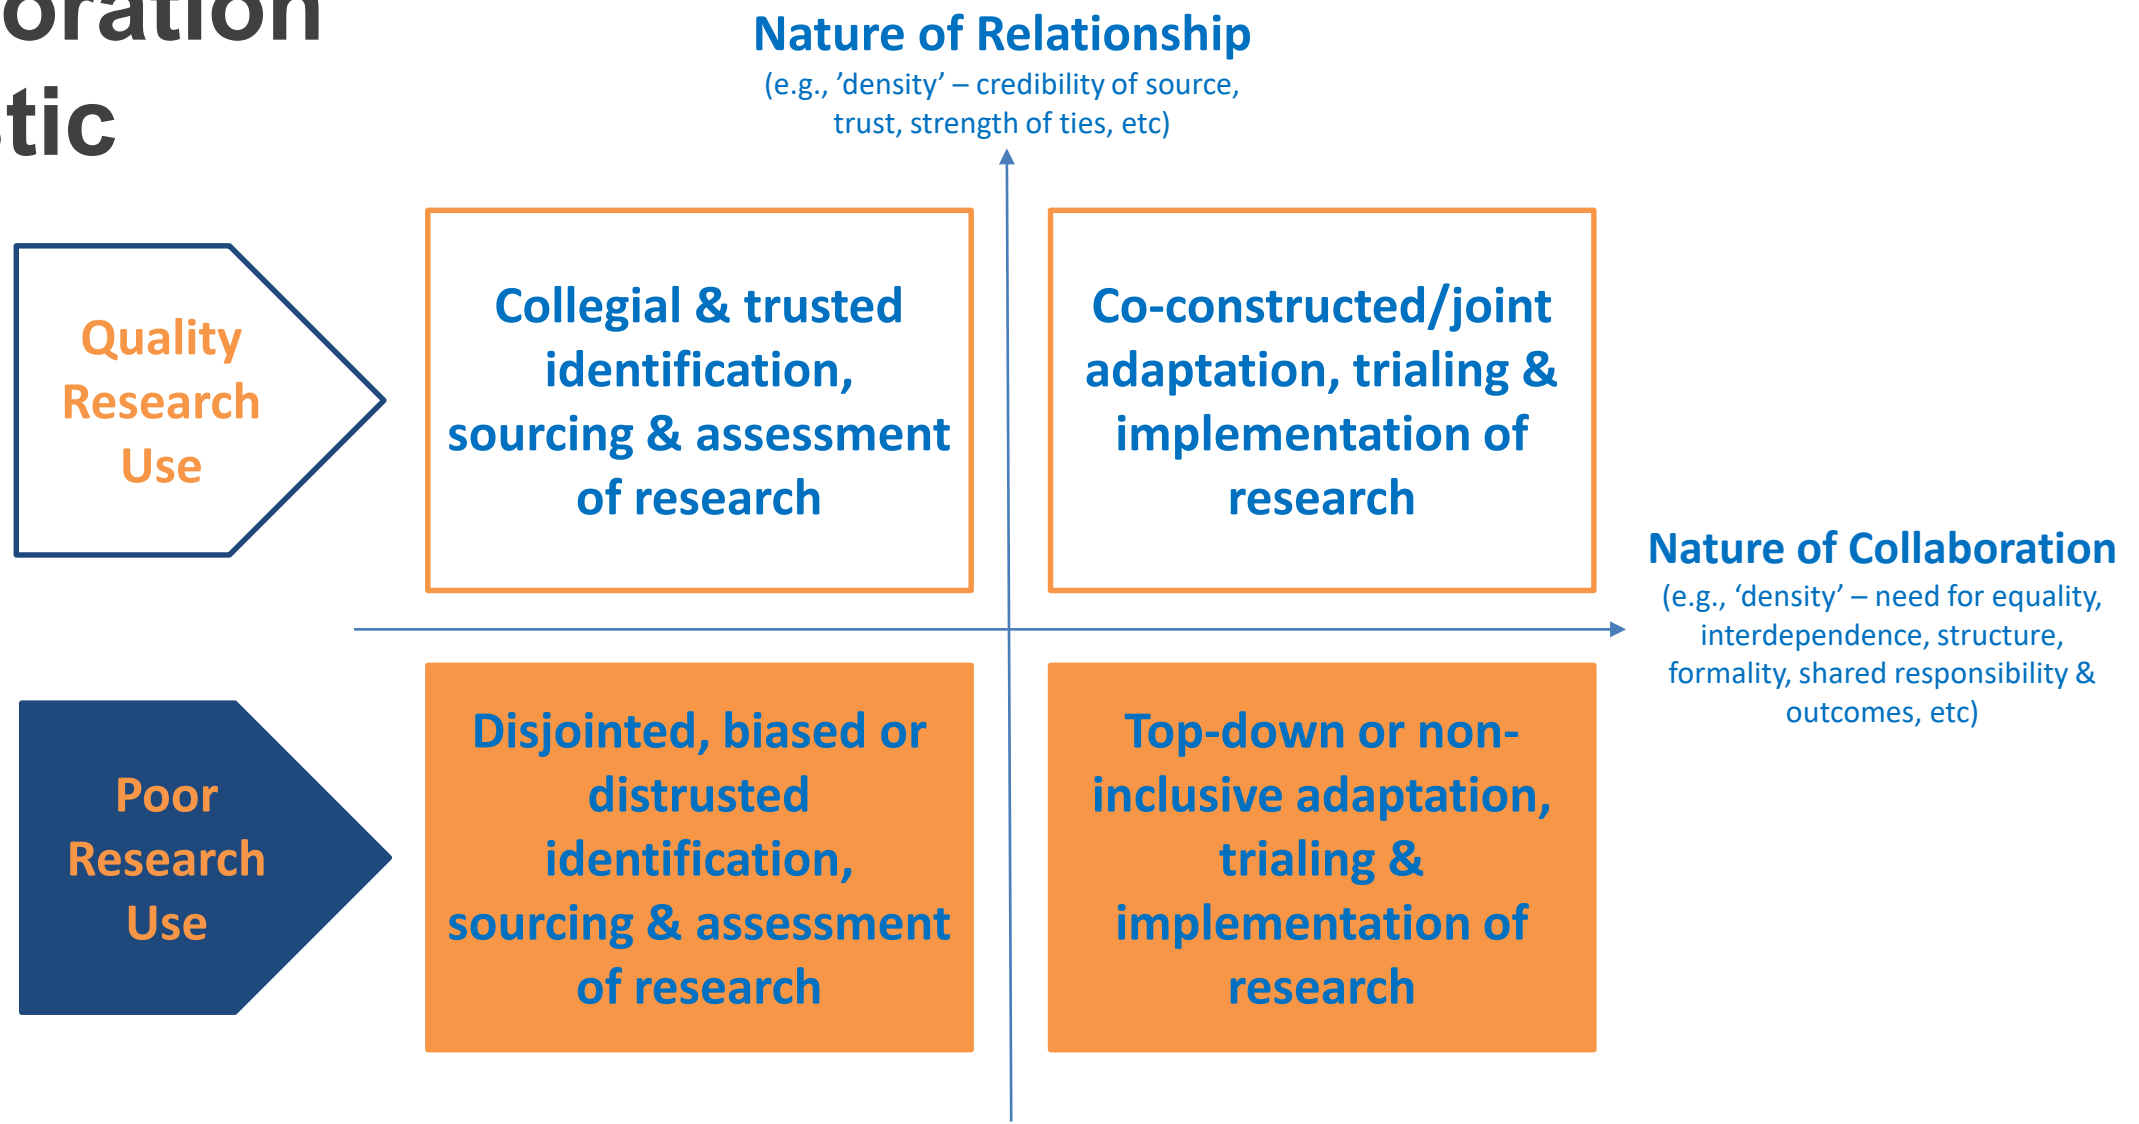 oration
stic
Nature of Relationship
(e.g., ’density’ – credibility of source,
trust, strength of ties, etc)
Quality
Research
Use
Collegial & trusted
identification,
sourcing & assessment
of research
Co-constructed/joint
adaptation, trialing &
implementation of
research
Nature of Collaboration
(e.g., ‘density’ – need for equality,
interdependence, structure,
formality, shared responsibility &
outcomes, etc)
Poor
Research
Use
Disjointed, biased or
distrusted
identification,
sourcing & assessment
of research
Top-down or non-
inclusive adaptation,
trialing &
implementation of
research